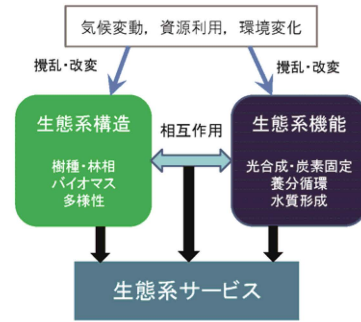 気候変動，資源利用，環境変化
攪乱・改変
攪乱・改変
生態系構造
樹種・林相
バイオマス
多様性
相互作用
生態系機能
光合成・炭素固定
養分循環
水質形成
生態系サービス